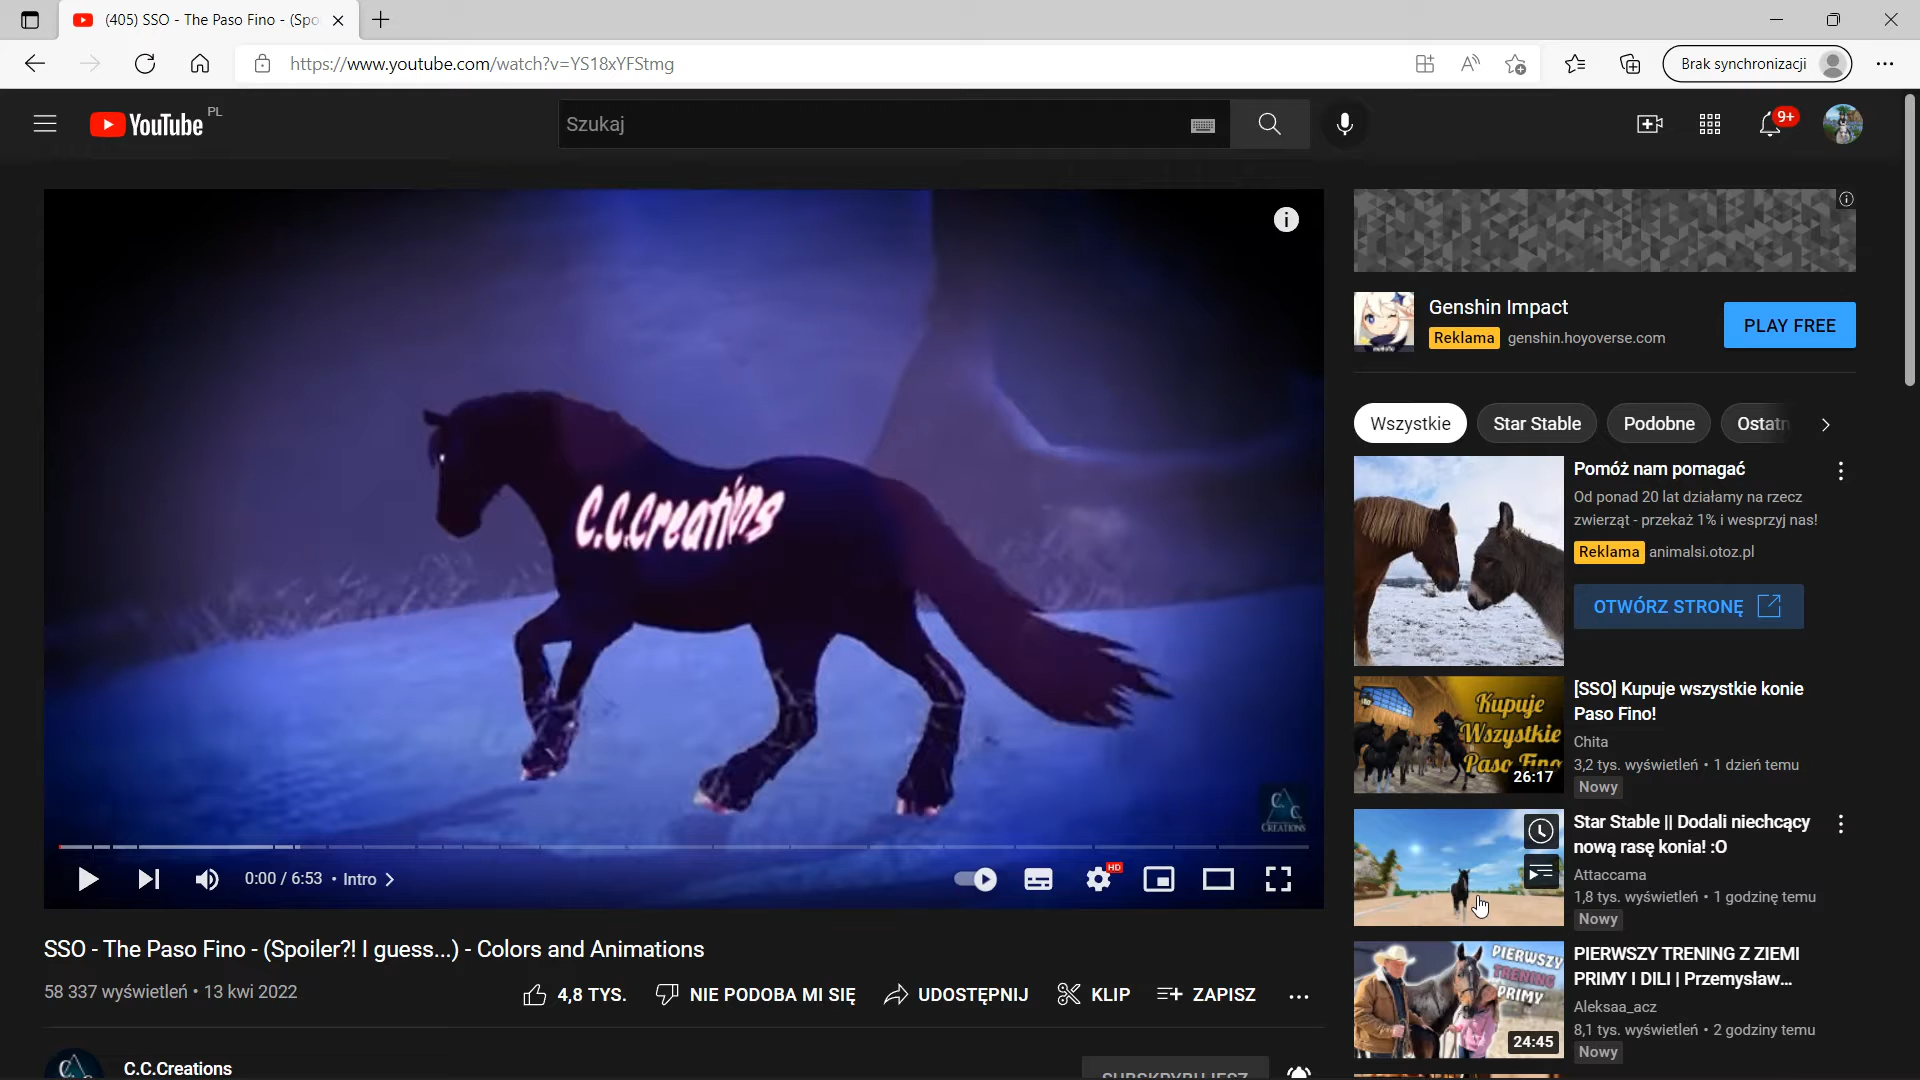 (405) SSO - The Paso Fino - (Spo
https://www.youtube.com/watch?v=YS18xYFStmg
Brak synchronizacji
YouTube PL
Szukaj
9+
C.C.Creations
C. C.
CREATIONS
0:00 / 6:53 • Intro
HD
SSO - The Paso Fino - (Spoiler?! I guess...) - Colors and Animations
58 337 wyświetleń • 13 kwi 2022
4,8 TYS.
NIE PODOBA MI SIĘ
UDOSTĘPNIJ
KLIP
ZAPISZ
C.C.Creations
SUBSKRYBUJESZ
Genshin Impact
Reklama genshin.hoyoverse.com
PLAY FREE
Wszystkie
Star Stable
Podobne
Ostatn
Pomóż nam pomagać
Od ponad 20 lat działamy na rzecz
zwierząt - przekaż 1% i wesprzyj nas!
Reklama animalsi.otoz.pl
OTWÓRZ STRONĘ
Kupuje
Wszystkie
Paso Fino
26:17
[SSO] Kupuje wszystkie konie
Paso Fino!
Chita
3,2 tys. wyświetleń • 1 dzień temu
Nowy
Star Stable || Dodali niechcący
nową rasę konia! :O
Attaccama
1,8 tys. wyświetleń • 1 godzinę temu
Nowy
PIERWSZY
TRENING
PRIMY
24:45
PIERWSZY TRENING Z ZIEMI
PRIMY I DILI | Przemysław...
Aleksaa_acz
8,1 tys. wyświetleń • 2 godziny temu
Nowy